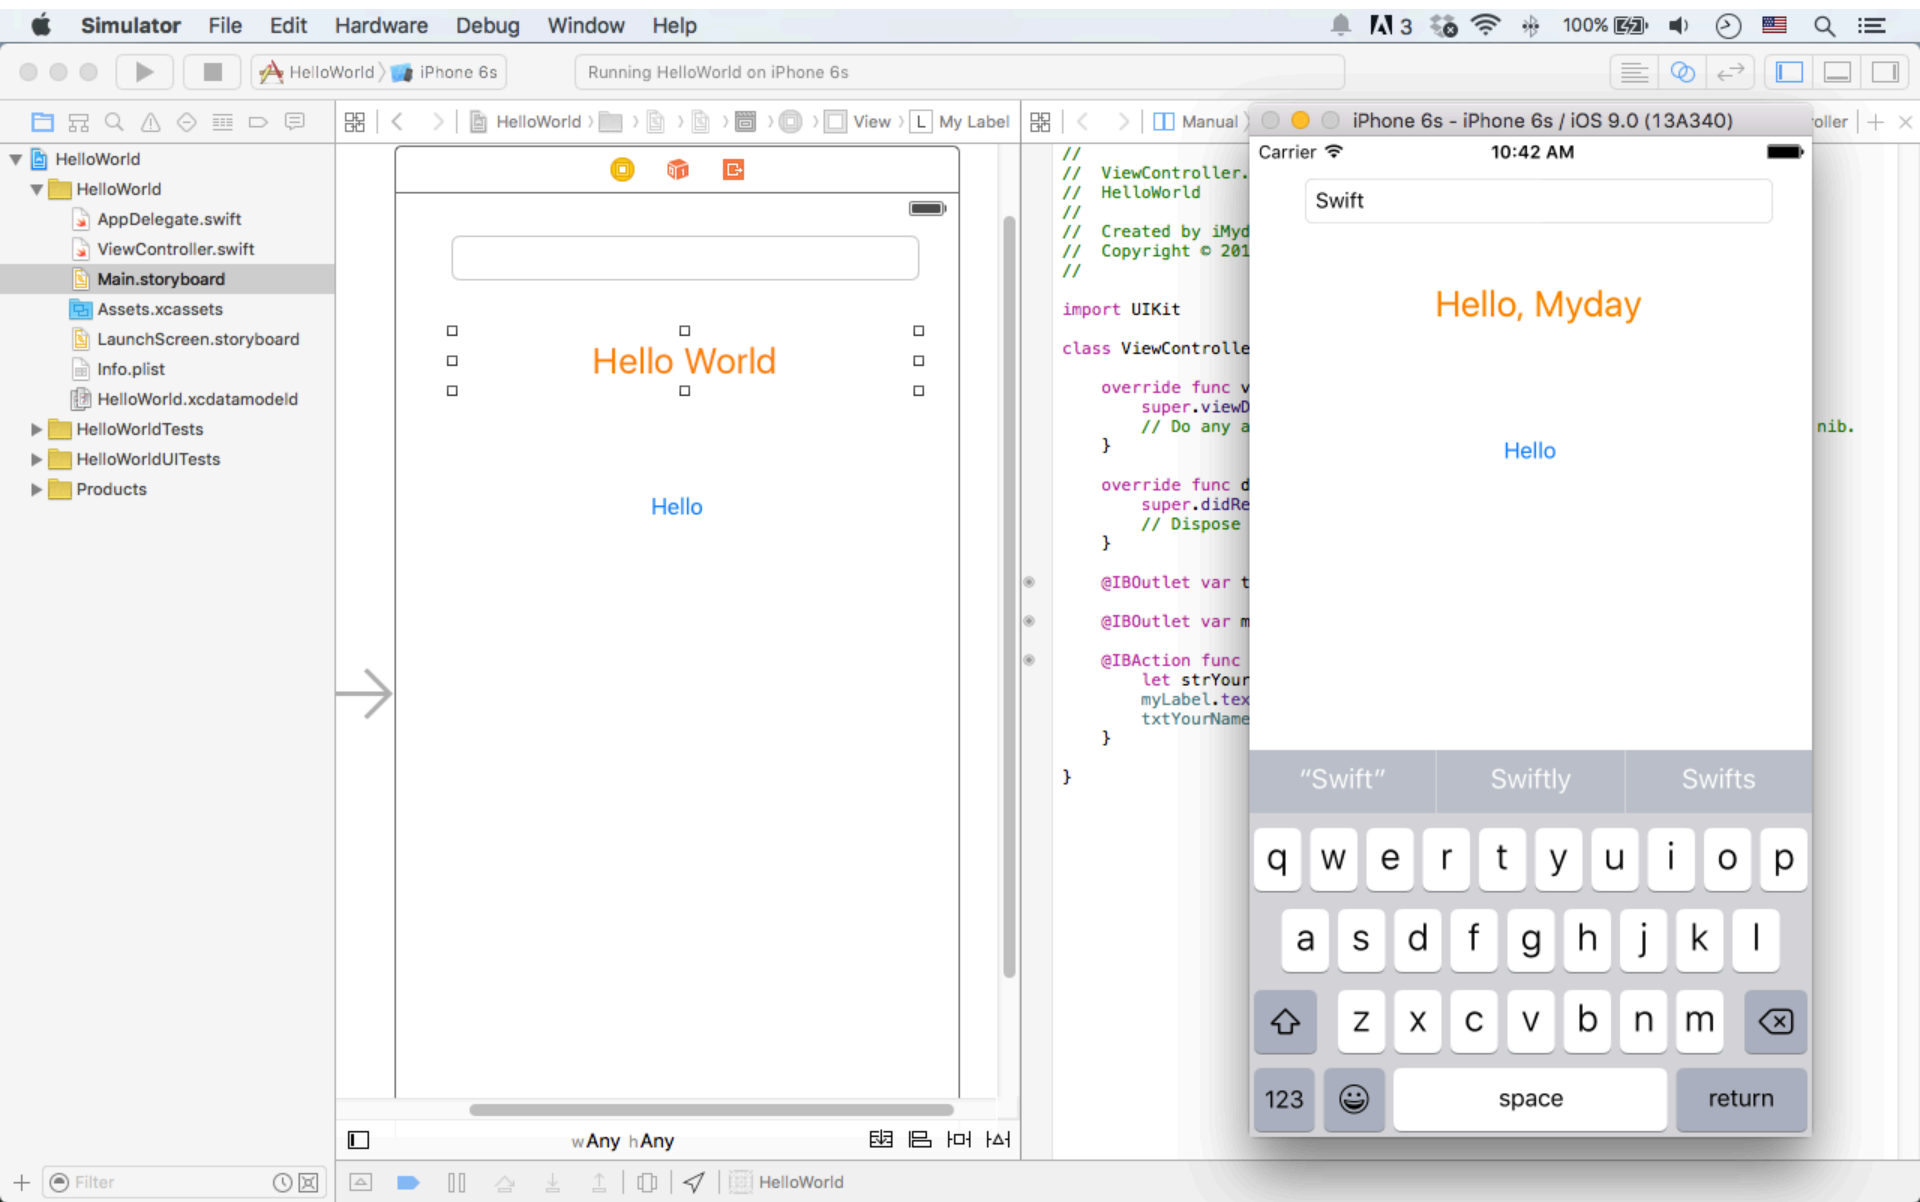 Simulator File Edit Hardware Debug Window Help 3 100%
HelloWorld iPhone 6s Running HelloWorld on iPhone 6s
HelloWorld View L My Label Manual
iPhone 6s - iPhone 6s / iOS 9.0 (13A340)
HelloWorld
HelloWorld
AppDelegate.swift
ViewController.swift
Main.storyboard
Assets.xcassets
LaunchScreen.storyboard
Info.plist
HelloWorld.xcdatamodeld
HelloWorldTests
HelloWorldUITests
Products
Filter
Hello World
Hello
wAny hAny
HelloWorld
//
// ViewController.
// HelloWorld
//
// Created by iMyd
// Copyright © 201
//
import UIKit
class ViewControlle
override func v
super.viewD
// Do any a
nib.
}
override func d
super.didRe
// Dispose
}
@IBOutlet var t
@IBOutlet var m
@IBAction func
let strYour
myLabel.tex
txtYourName
}
}
Carrier 10:42 AM
Swift
Hello, Myday
Hello
“Swift” Swiftly Swifts
q w e r t y u i o p
a s d f g h j k l
z x c v b n m
123 space return